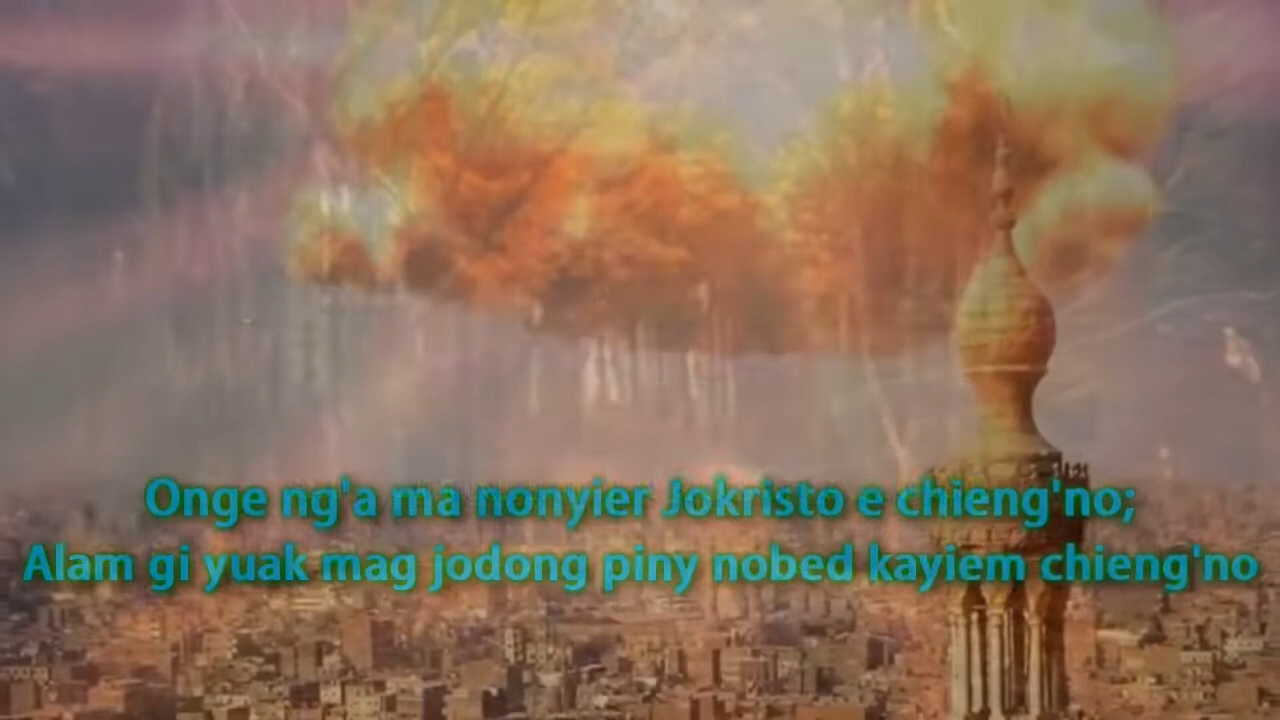 Onge ng'a ma nonyier Jokristo e chieng'no;
Alam gi yuak mag jodong piny nobed kayiem chieng'no